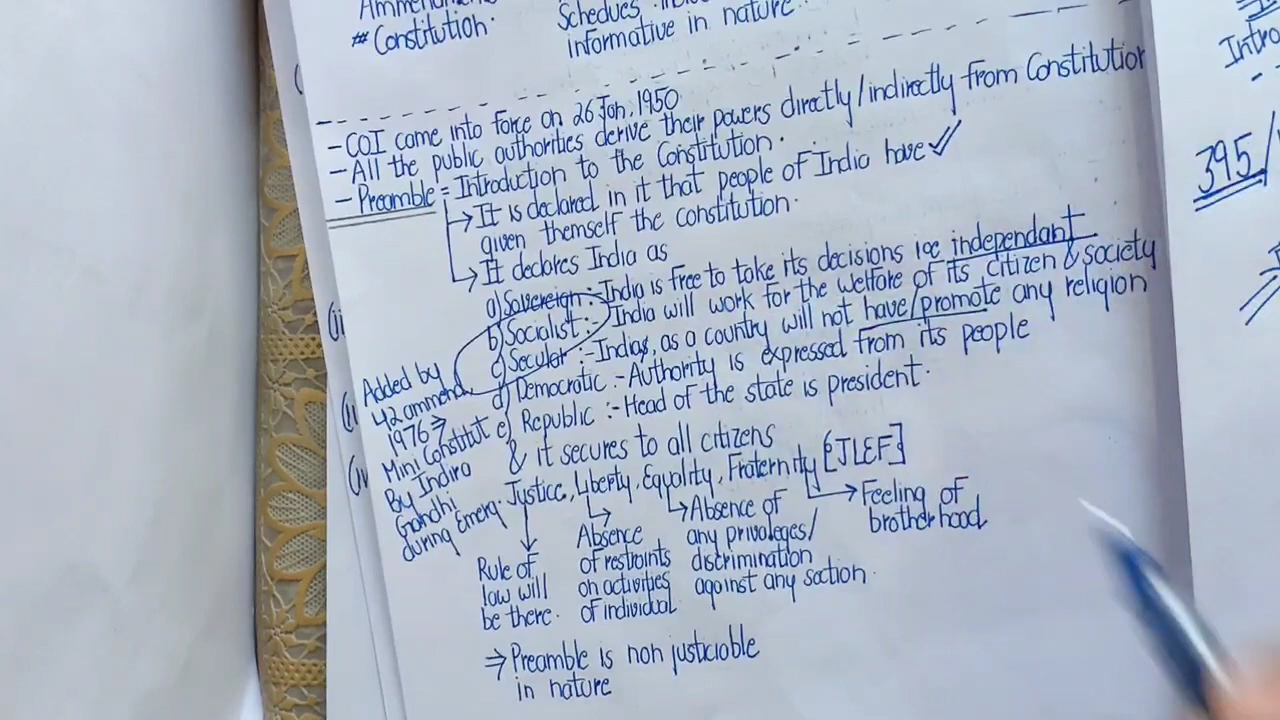 # Constitution.
Schedues
informative in nature.
- COI came into force on 26 Jan, 1950
- All the public authorities derive their powers directly/indirectly from Constitution
- Preamble = Introduction to the Constitution.
→ It is declared in it that people of India have
given themself the constitution.
→ It declares India as
a) Sovereign :- India is free to take its decisions ie independant
b) Socialist :- India will work for the welfare of its citizen & society
c) Secular :- India, as a country will not have/promote any religion
d) Democratic :- Authority is expressed from its people
e) Republic :- Head of the state is president.
Added by
42 ammend
1976 ⇒
Mini Constitut
By Indira
Gandhi
during Emerg.
& it secures to all citizens
Justice, Liberty, Equality, Fraternity [JLEF]
→ Feeling of
brotherhood
→ Absence of
any privoleges/
discrimination
against any section.
Absence
of restraints
on activities
of individual.
Rule of
law will
be there.
⇒ Preamble is non justiciable
in nature
Intro
395/